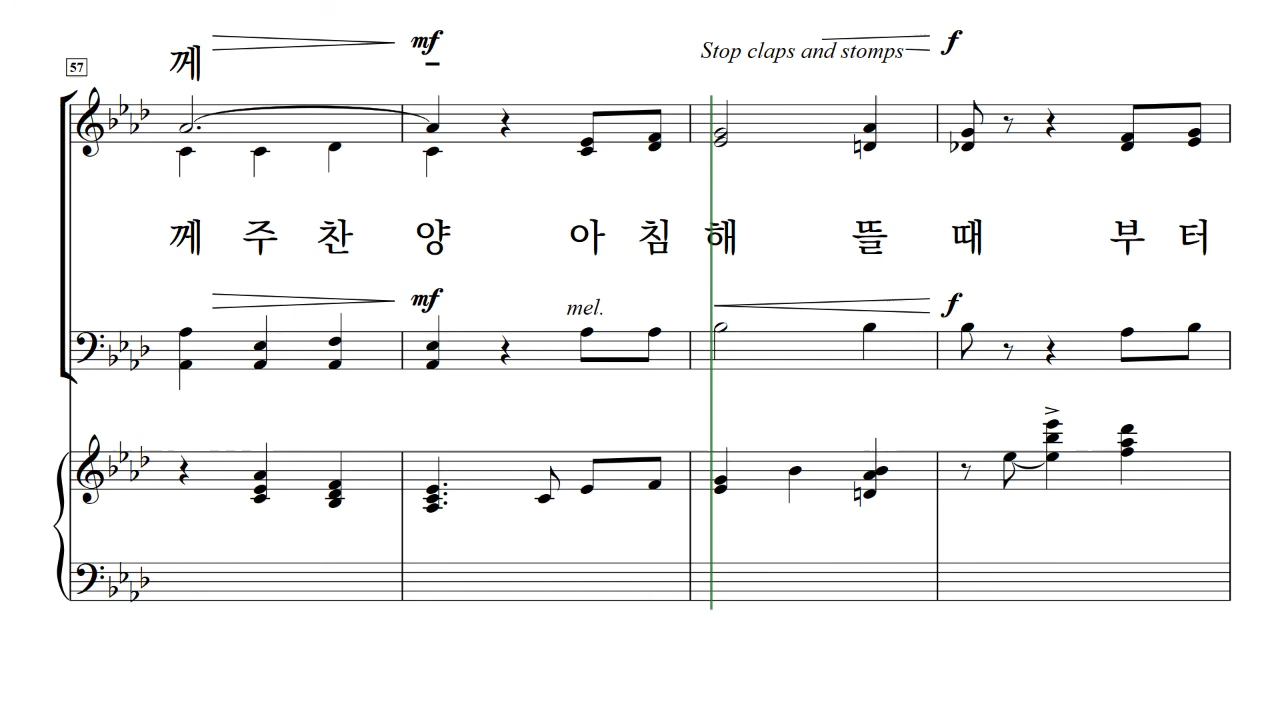 mf
Stop claps and stomps
f
57
께
께 주 찬 양 아 침 해 뜰 때 부 터
mf
mel.
f